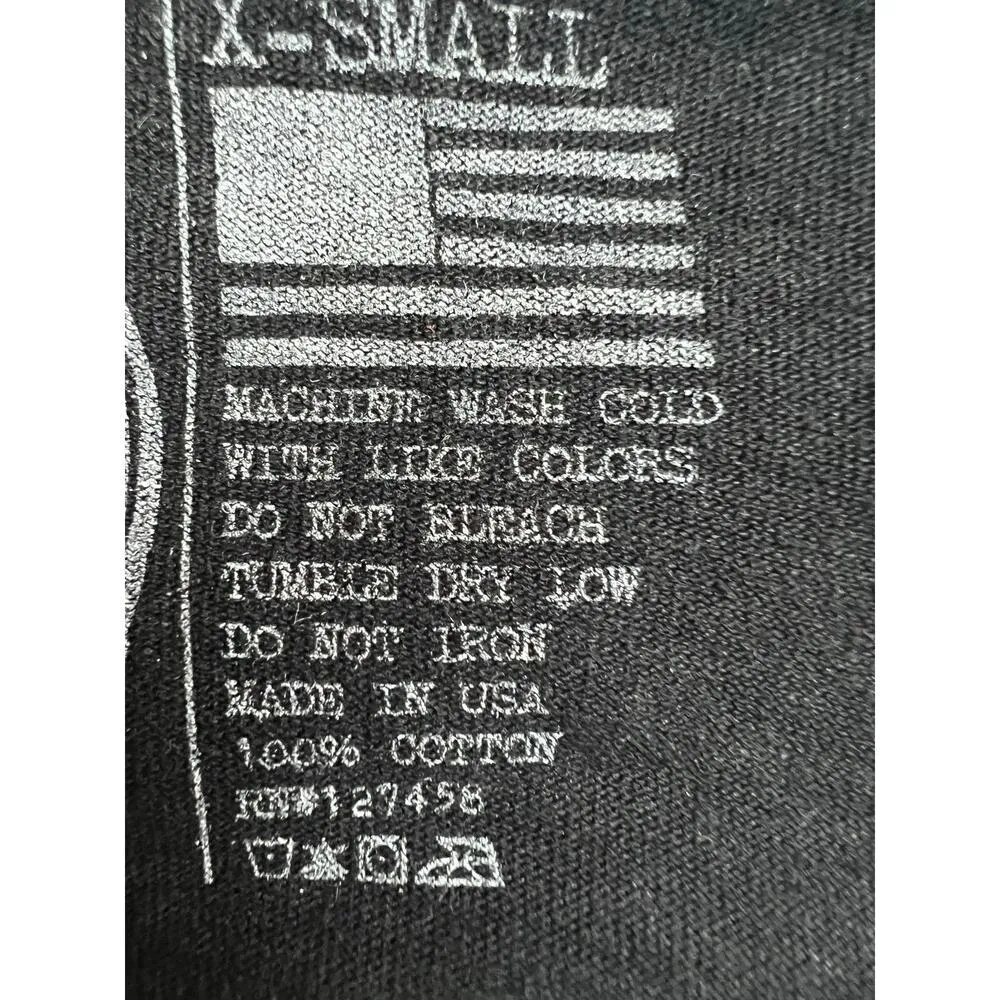 X-SMALL
MACHINE WASH COLD
WITH LIKE COLORS
DO NOT BLEACH
TUMBLE DRY LOW
DO NOT IRON
MADE IN USA
100% COTTON
RN#127458